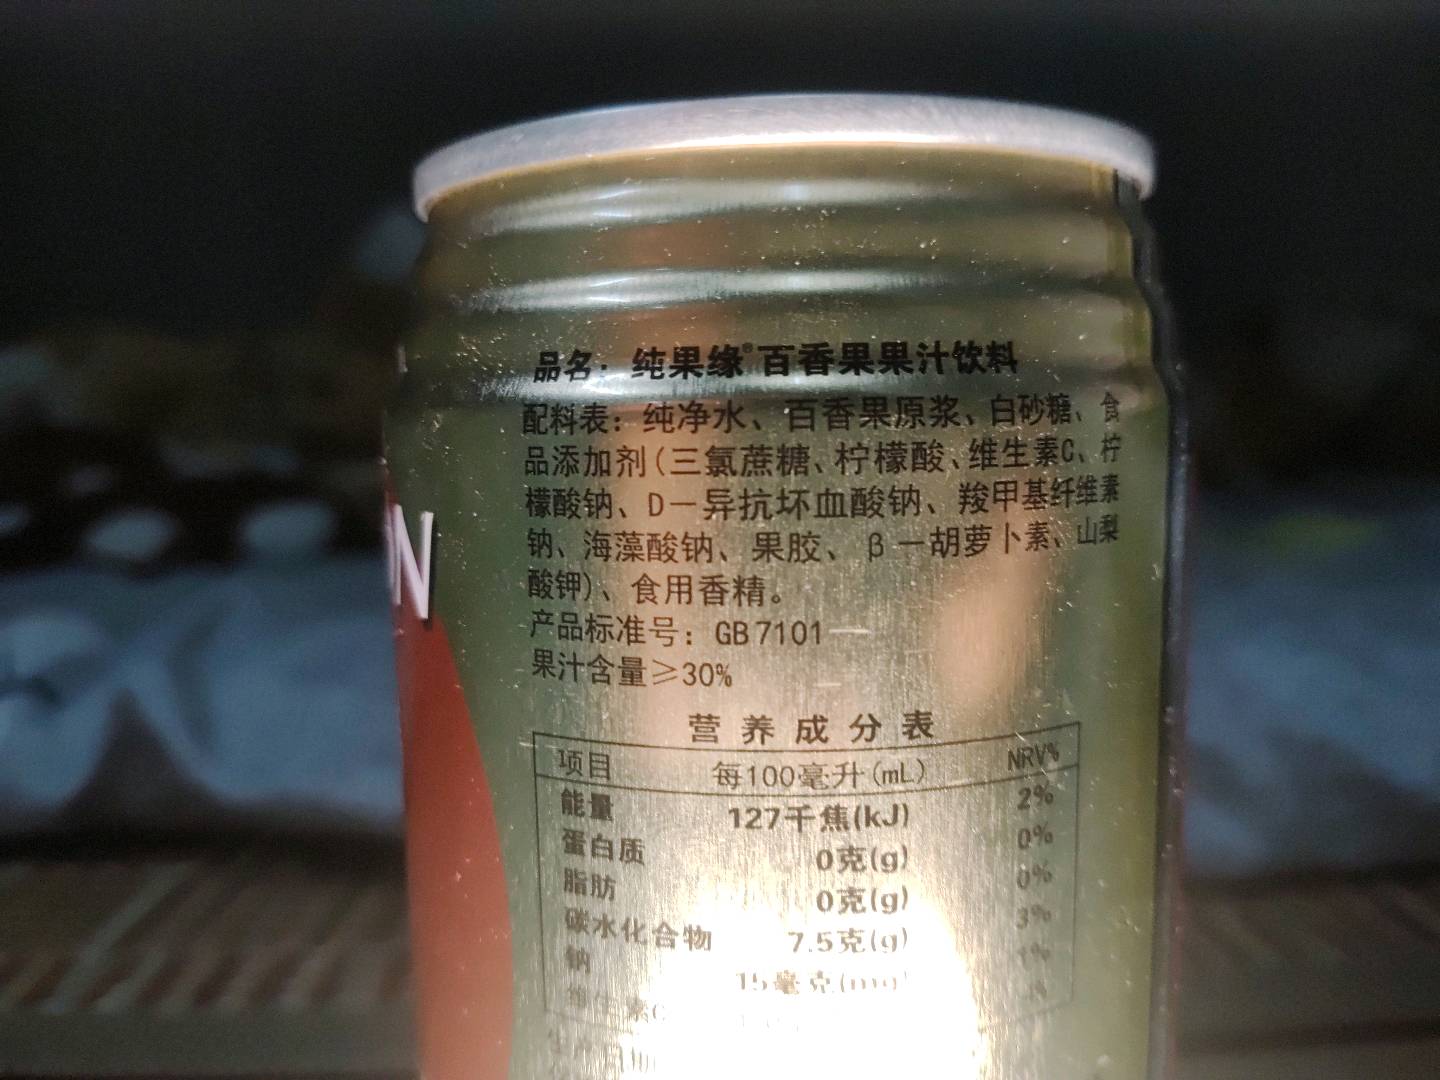 N
品名：纯果缘®百香果果汁饮料
配料表：纯净水、百香果原浆、白砂糖、食
品添加剂(三氯蔗糖、柠檬酸、维生素C、柠
檬酸钠、D－异抗坏血酸钠、羧甲基纤维素
钠、海藻酸钠、果胶、β－胡萝卜素、山梨
酸钾)、食用香精。
产品标准号：GB7101
果汁含量≥30%
营养成分表
项目 每100毫升(mL) NRV%
能量 127千焦(kJ) 2%
蛋白质 0克(g) 0%
脂肪 0克(g) 0%
碳水化合物 7.5克(g) 3%
钠 15毫克(mg) 1%
维生素C